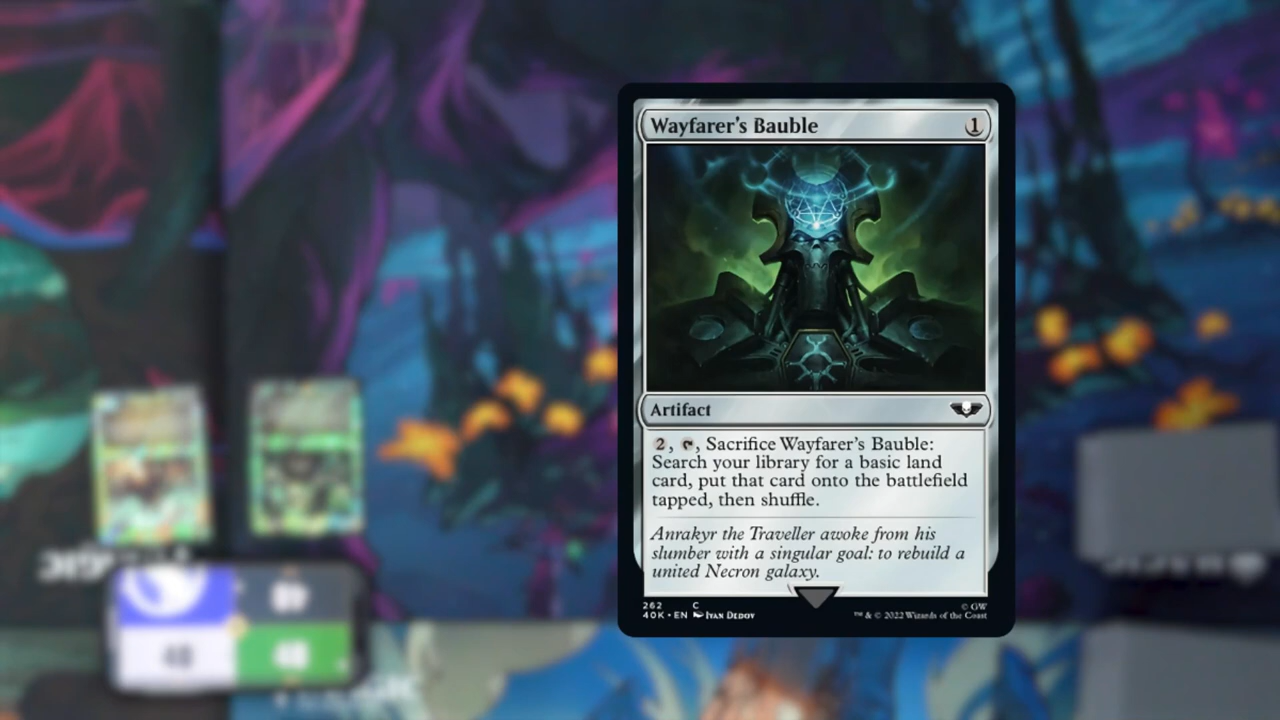 Wayfarer's Bauble 1
Artifact
2, , Sacrifice Wayfarer's Bauble:
Search your library for a basic land
card, put that card onto the battlefield
tapped, then shuffle.
Anrakyr the Traveller awoke from his
slumber with a singular goal: to rebuild a
united Necron galaxy.
262 C © GW
40K • EN Ivan Dedov ™ & © 2022 Wizards of the Coast